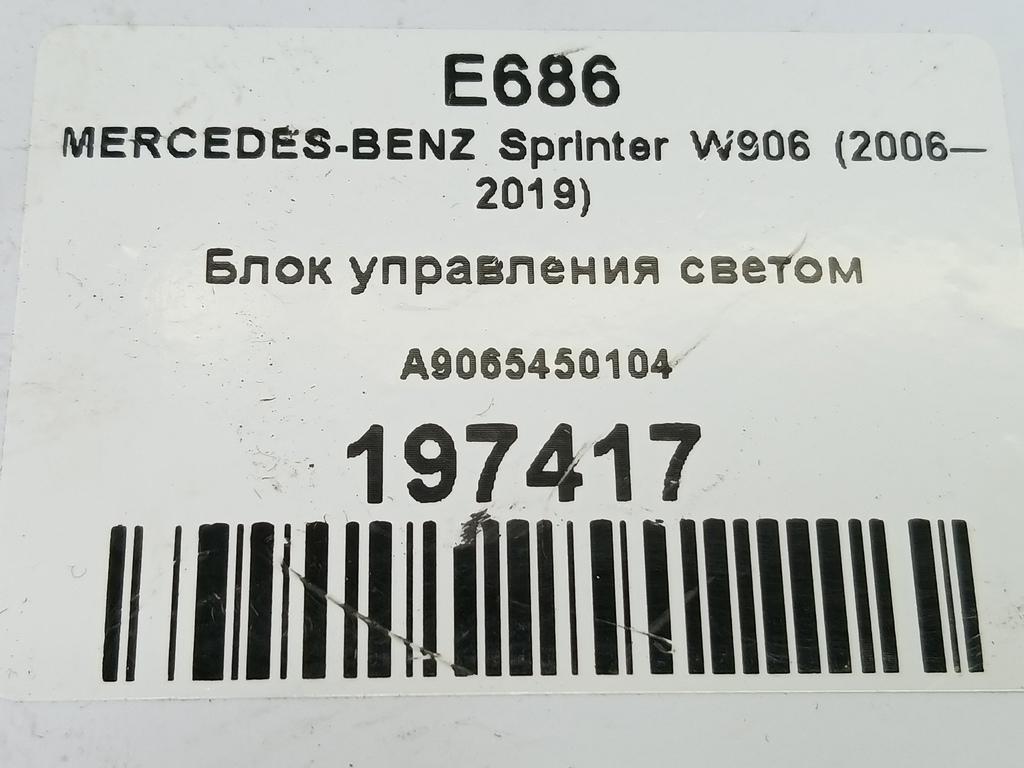 E686
MERCEDES-BENZ Sprinter W906 (2006—
2019)
Блок управления светом
A9065450104
197417